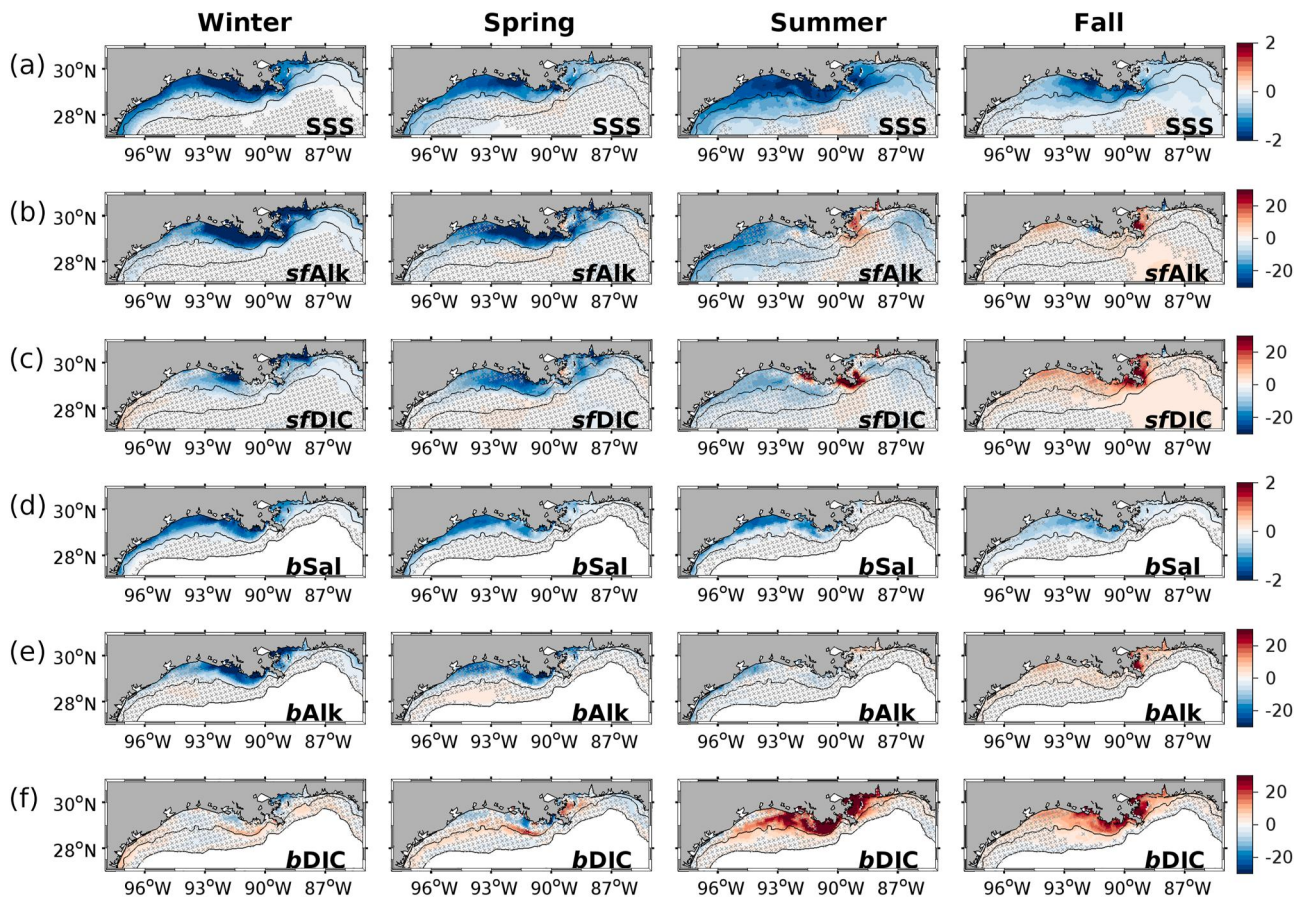 Winter Spring Summer Fall
(a) 30°N 28°N SSS SSS SSS SSS 2 0 -2
96°W 93°W 90°W 87°W 96°W 93°W 90°W 87°W 96°W 93°W 90°W 87°W 96°W 93°W 90°W 87°W
(b) 30°N 28°N sfAlk sfAlk sfAlk sfAlk 20 0 -20
96°W 93°W 90°W 87°W 96°W 93°W 90°W 87°W 96°W 93°W 90°W 87°W 96°W 93°W 90°W 87°W
(c) 30°N 28°N sfDIC sfDIC sfDIC sfDIC 20 0 -20
96°W 93°W 90°W 87°W 96°W 93°W 90°W 87°W 96°W 93°W 90°W 87°W 96°W 93°W 90°W 87°W
(d) 30°N 28°N bSal bSal bSal bSal 2 0 -2
96°W 93°W 90°W 87°W 96°W 93°W 90°W 87°W 96°W 93°W 90°W 87°W 96°W 93°W 90°W 87°W
(e) 30°N 28°N bAlk bAlk bAlk bAlk 20 0 -20
96°W 93°W 90°W 87°W 96°W 93°W 90°W 87°W 96°W 93°W 90°W 87°W 96°W 93°W 90°W 87°W
(f) 30°N 28°N bDIC bDIC bDIC bDIC 20 0 -20
96°W 93°W 90°W 87°W 96°W 93°W 90°W 87°W 96°W 93°W 90°W 87°W 96°W 93°W 90°W 87°W